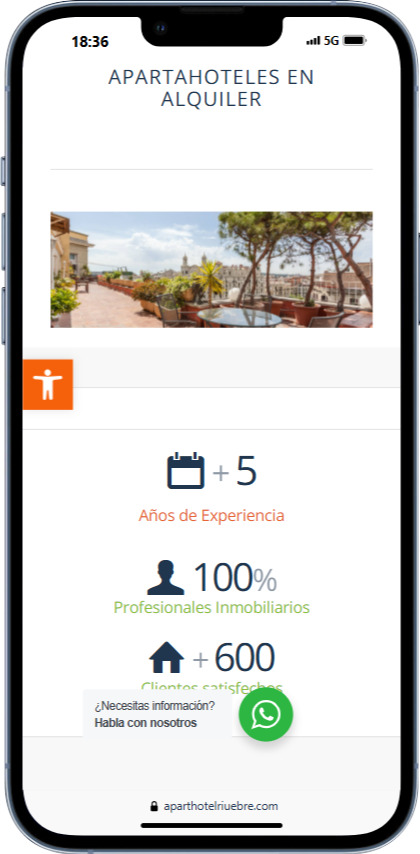 18:36
5G
APARTAHOTELES EN
ALQUILER
+ 5
Años de Experiencia
100%
Profesionales Inmobiliarios
+ 600
Clientes satisfechos
¿Necesitas información?
Habla con nosotros
aparthotelriuebre.com